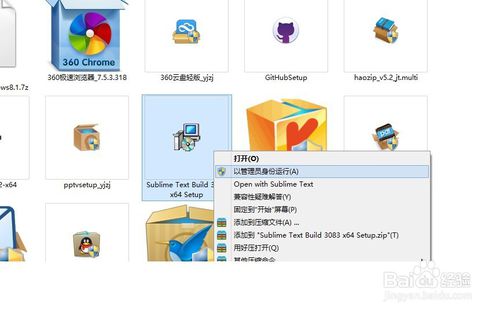 360 Chrome
360极速浏览器_7.5.3.318
360云盘轻版_yjzj
GitHubSetup
haozip_v5.2_jt.multi
ws8.1.7z
2-x64
pptvsetup_yjzj
Sublime Text Build 3
x64 Setup
PDF
打开(O)
以管理员身份运行(A)
Open with Sublime Text
兼容性疑难解答(Y)
固定到"开始"屏幕(P)
添加到压缩文件(A) ...
添加到 "Sublime Text Build 3083 x64 Setup.zip"(T)
用好压打开(Q)
其他压缩命令
Baidu 经验
jingyan.baidu.com